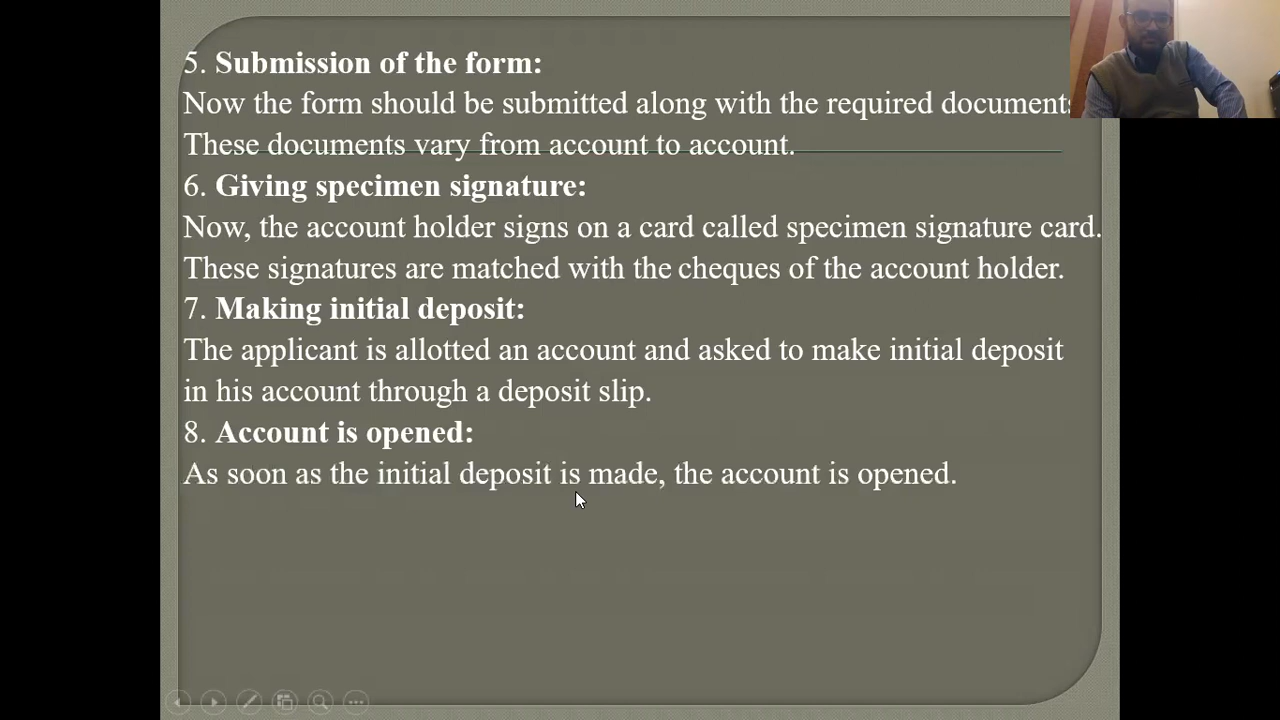 5. Submission of the form:
Now the form should be submitted along with the required documents
These documents vary from account to account.
6. Giving specimen signature:
Now, the account holder signs on a card called specimen signature card.
These signatures are matched with the cheques of the account holder.
7. Making initial deposit:
The applicant is allotted an account and asked to make initial deposit
in his account through a deposit slip.
8. Account is opened:
As soon as the initial deposit is made, the account is opened.